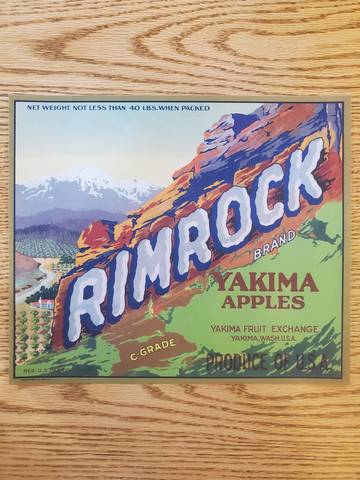 NET WEIGHT NOT LESS THAN 40 LBS. WHEN PACKED
RIMROCK
BRAND
YAKIMA
APPLES
YAKIMA FRUIT EXCHANGE
YAKIMA, WASH. U.S.A.
C-GRADE
PRODUCE OF U.S.A.
REG. U.S.